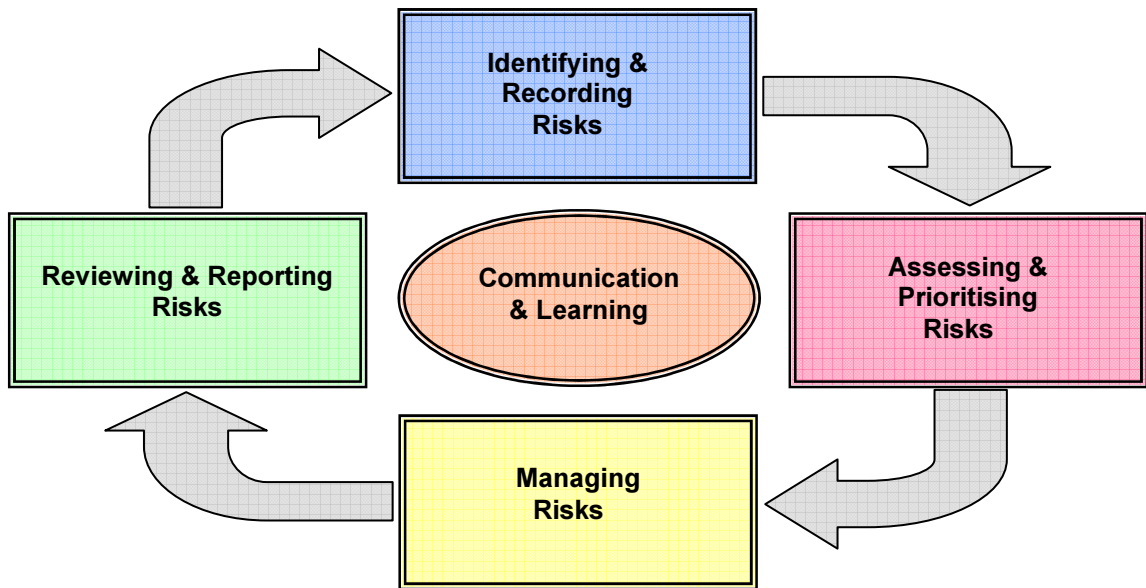 Identifying &
Recording
Risks
Reviewing & Reporting
Risks
Communication
& Learning
Assessing &
Prioritising
Risks
Managing
Risks